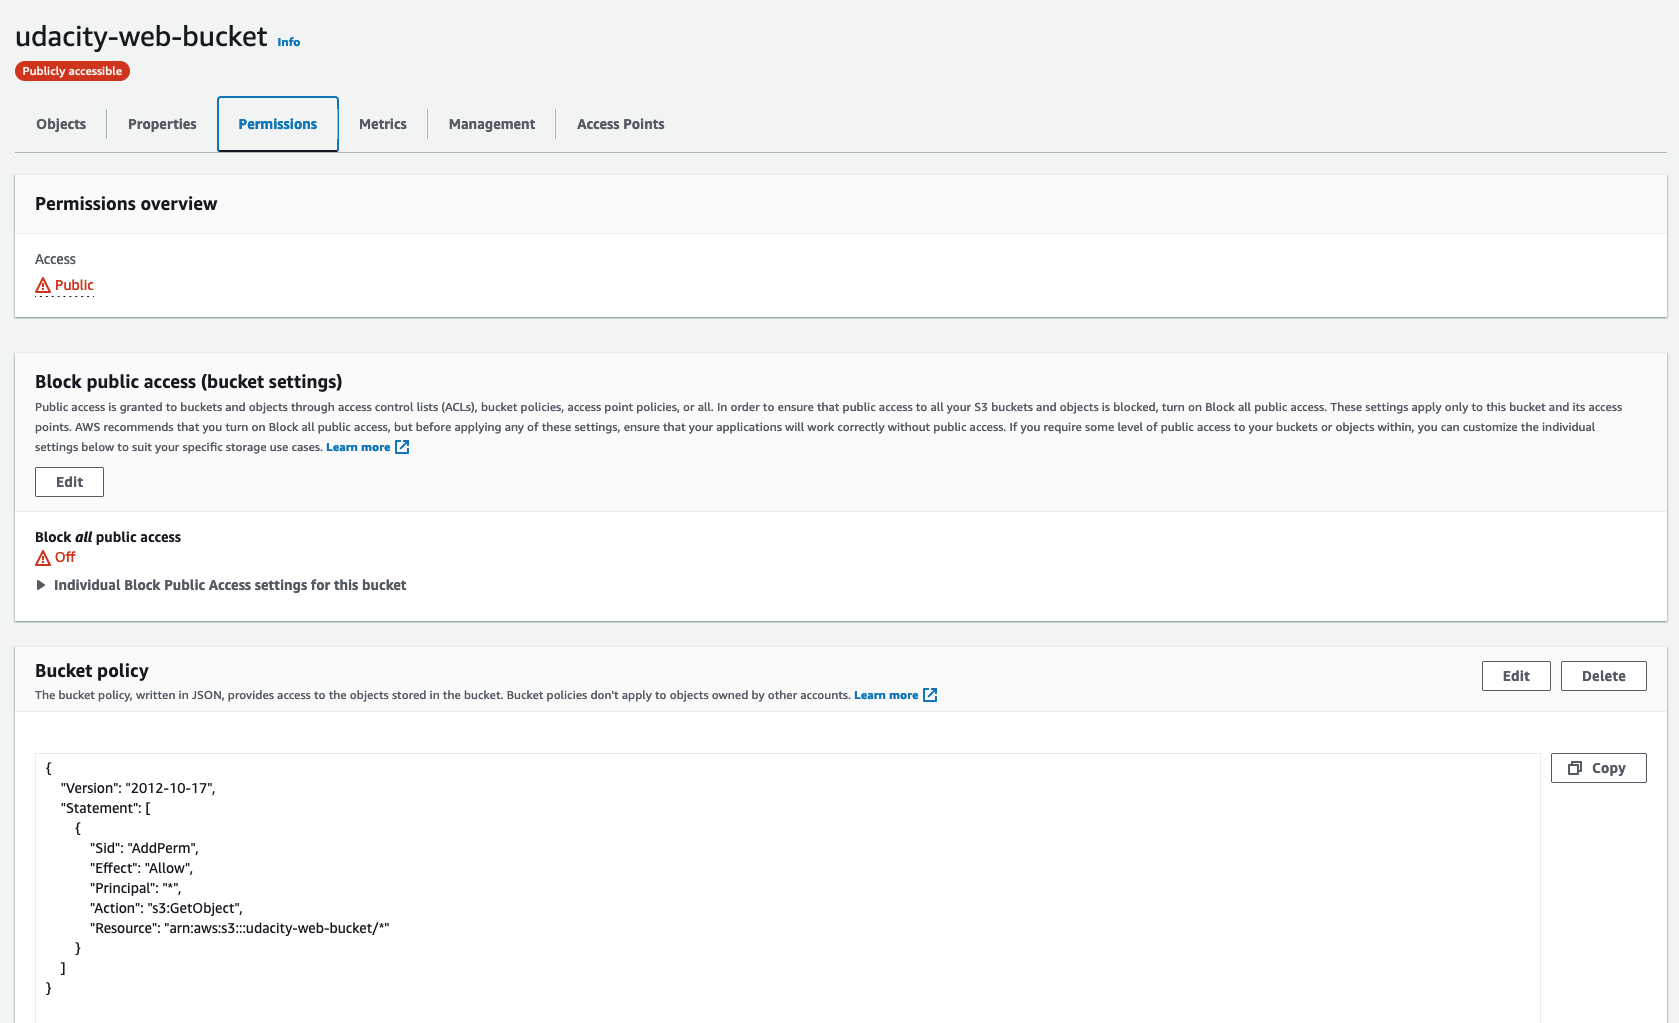 udacity-web-bucket Info
Publicly accessible
Objects Properties Permissions Metrics Management Access Points
Permissions overview
Access
Public
Block public access (bucket settings)
Public access is granted to buckets and objects through access control lists (ACLs), bucket policies, access point policies, or all. In order to ensure that public access to all your S3 buckets and objects is blocked, turn on Block all public access. These settings apply only to this bucket and its access
points. AWS recommends that you turn on Block all public access, but before applying any of these settings, ensure that your applications will work correctly without public access. If you require some level of public access to your buckets or objects within, you can customize the individual
settings below to suit your specific storage use cases. Learn more
Edit
Block all public access
Off
Individual Block Public Access settings for this bucket
Bucket policy
Edit Delete
The bucket policy, written in JSON, provides access to the objects stored in the bucket. Bucket policies don't apply to objects owned by other accounts. Learn more
Copy
{
"Version": "2012-10-17",
"Statement": [
{
"Sid": "AddPerm",
"Effect": "Allow",
"Principal": "*",
"Action": "s3:GetObject",
"Resource": "arn:aws:s3:::udacity-web-bucket/*"
}
]
}